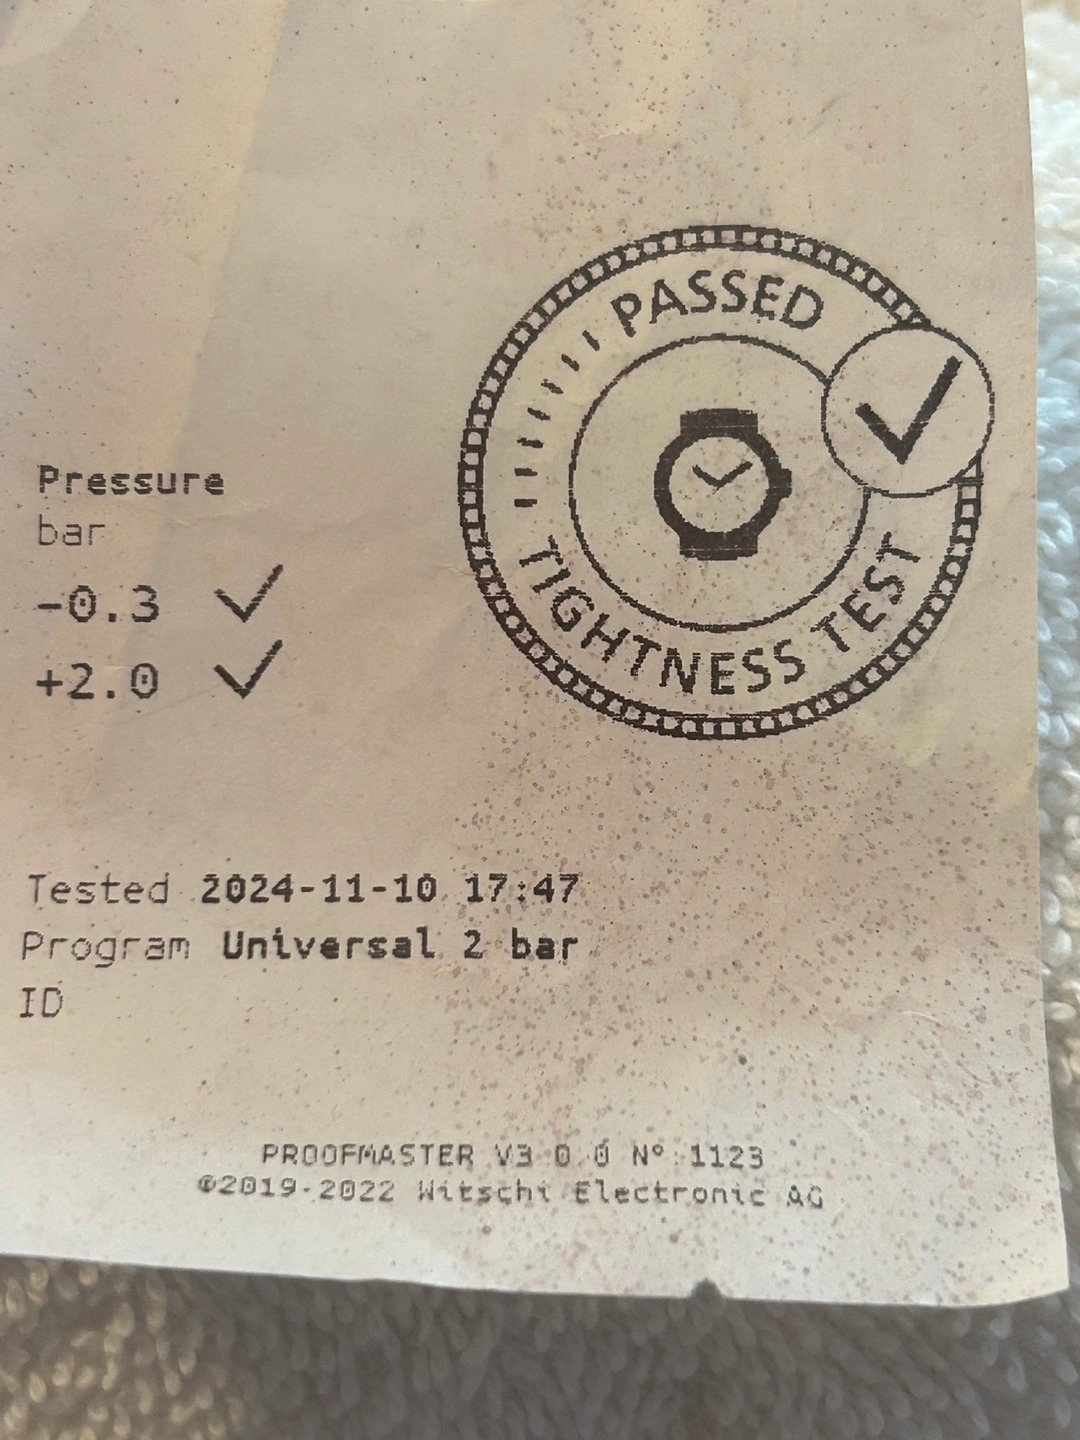 PASSED
TIGHTNESS TEST
Pressure
bar
-0.3 ✓
+2.0 ✓
Tested 2024-11-10 17:47
Program Universal 2 bar
ID
PROOFMASTER V3.0.0 N° 1123
©2019-2022 Witschi Electronic AG